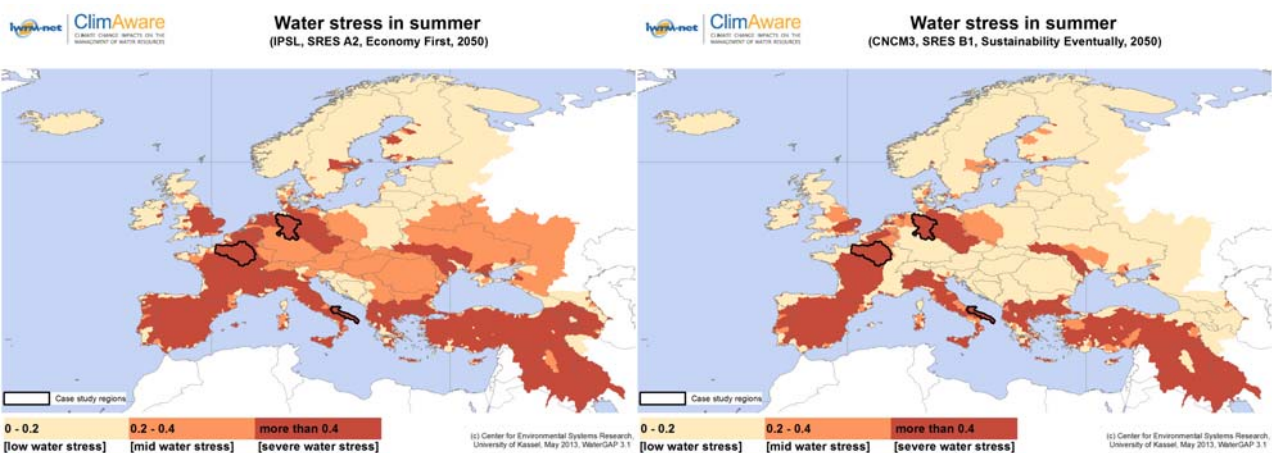 iwrm-net
ClimAware
CLIMATE CHANGE IMPACTS ON THE
MANAGEMENT OF WATER RESOURCES
Water stress in summer
(IPSL, SRES A2, Economy First, 2050)
Case study regions
0 - 0.2
0.2 - 0.4
more than 0.4
[low water stress]
[mid water stress]
[severe water stress]
(c) Center for Environmental Systems Research,
University of Kassel, May 2013, WaterGAP 3.1
iwrm-net
ClimAware
CLIMATE CHANGE IMPACTS ON THE
MANAGEMENT OF WATER RESOURCES
Water stress in summer
(CNCM3, SRES B1, Sustainability Eventually, 2050)
Case study regions
0 - 0.2
0.2 - 0.4
more than 0.4
[low water stress]
[mid water stress]
[severe water stress]
(c) Center for Environmental Systems Research,
University of Kassel, May 2013, WaterGAP 3.1